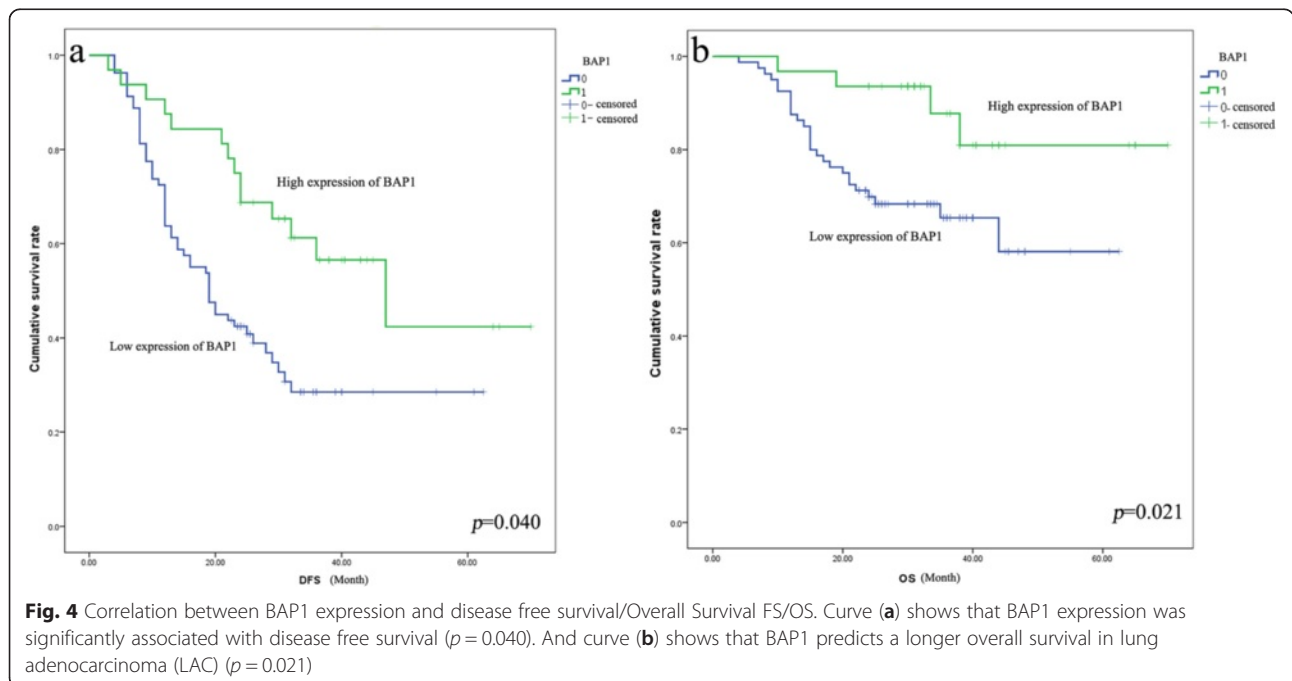 a
BAP1
0
1
0- censored
1- censored
High expression of BAP1
Low expression of BAP1
p=0.040
Cumulative survival rate
1.0
0.8
0.6
0.4
0.2
0.0
0.00
20.00
40.00
60.00
DFS (Month)
b
BAP1
0
1
0- censored
1- censored
High expression of BAP1
Low expression of BAP1
p=0.021
Cumulative survival rate
1.0
0.8
0.6
0.4
0.2
0.0
0.00
20.00
40.00
60.00
OS (Month)
Fig. 4 Correlation between BAP1 expression and disease free survival/Overall Survival FS/OS. Curve (a) shows that BAP1 expression was
significantly associated with disease free survival (p = 0.040). And curve (b) shows that BAP1 predicts a longer overall survival in lung
adenocarcinoma (LAC) (p = 0.021)